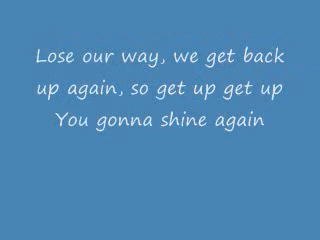 Lose our way, we get back
up again, so get up get up
You gonna shine again